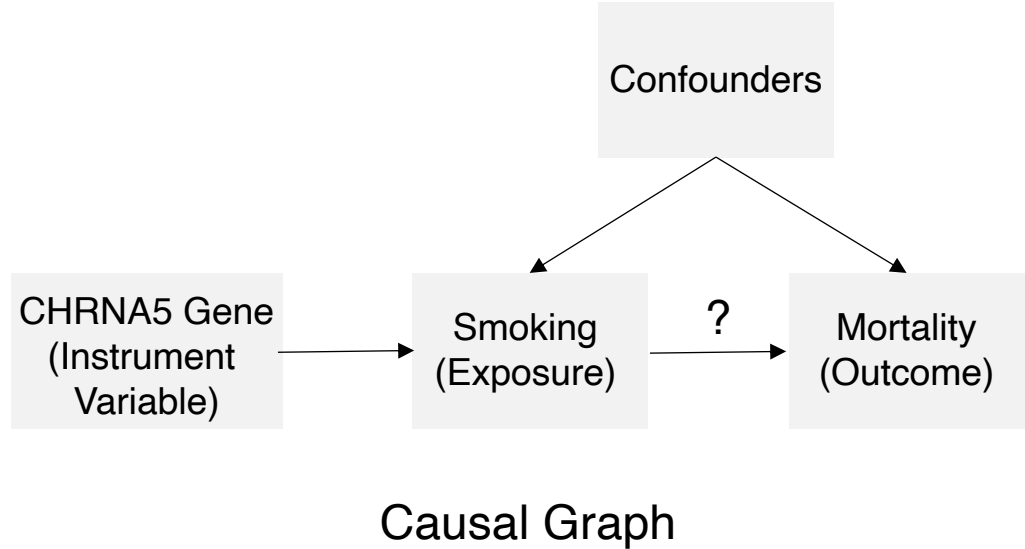 Confounders
CHRNA5 Gene
(Instrument
Variable)
Smoking
(Exposure)
?
Mortality
(Outcome)
Causal Graph